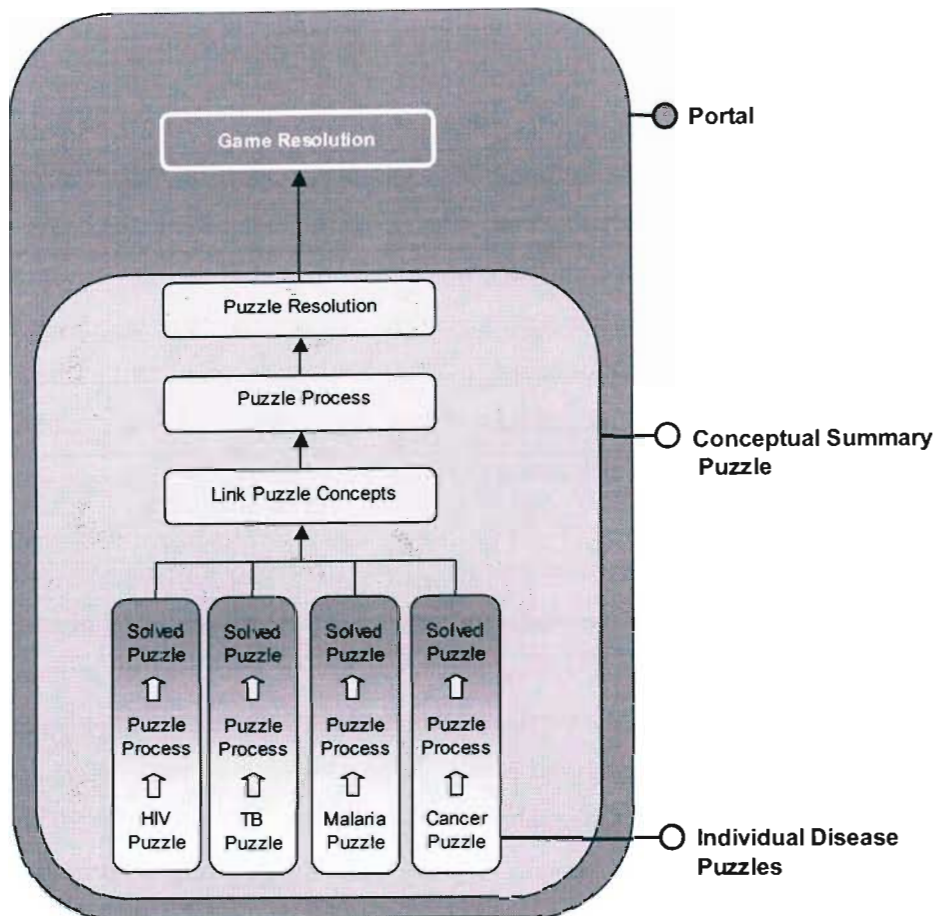 Portal
Game Resolution
Puzzle Resolution
Puzzle Process
Conceptual Summary
Puzzle
Link Puzzle Concepts
Solved
Puzzle
Puzzle
Process
HIV
Puzzle
Solved
Puzzle
Puzzle
Process
TB
Puzzle
Solved
Puzzle
Puzzle
Process
Malaria
Puzzle
Solved
Puzzle
Puzzle
Process
Cancer
Puzzle
Individual Disease
Puzzles